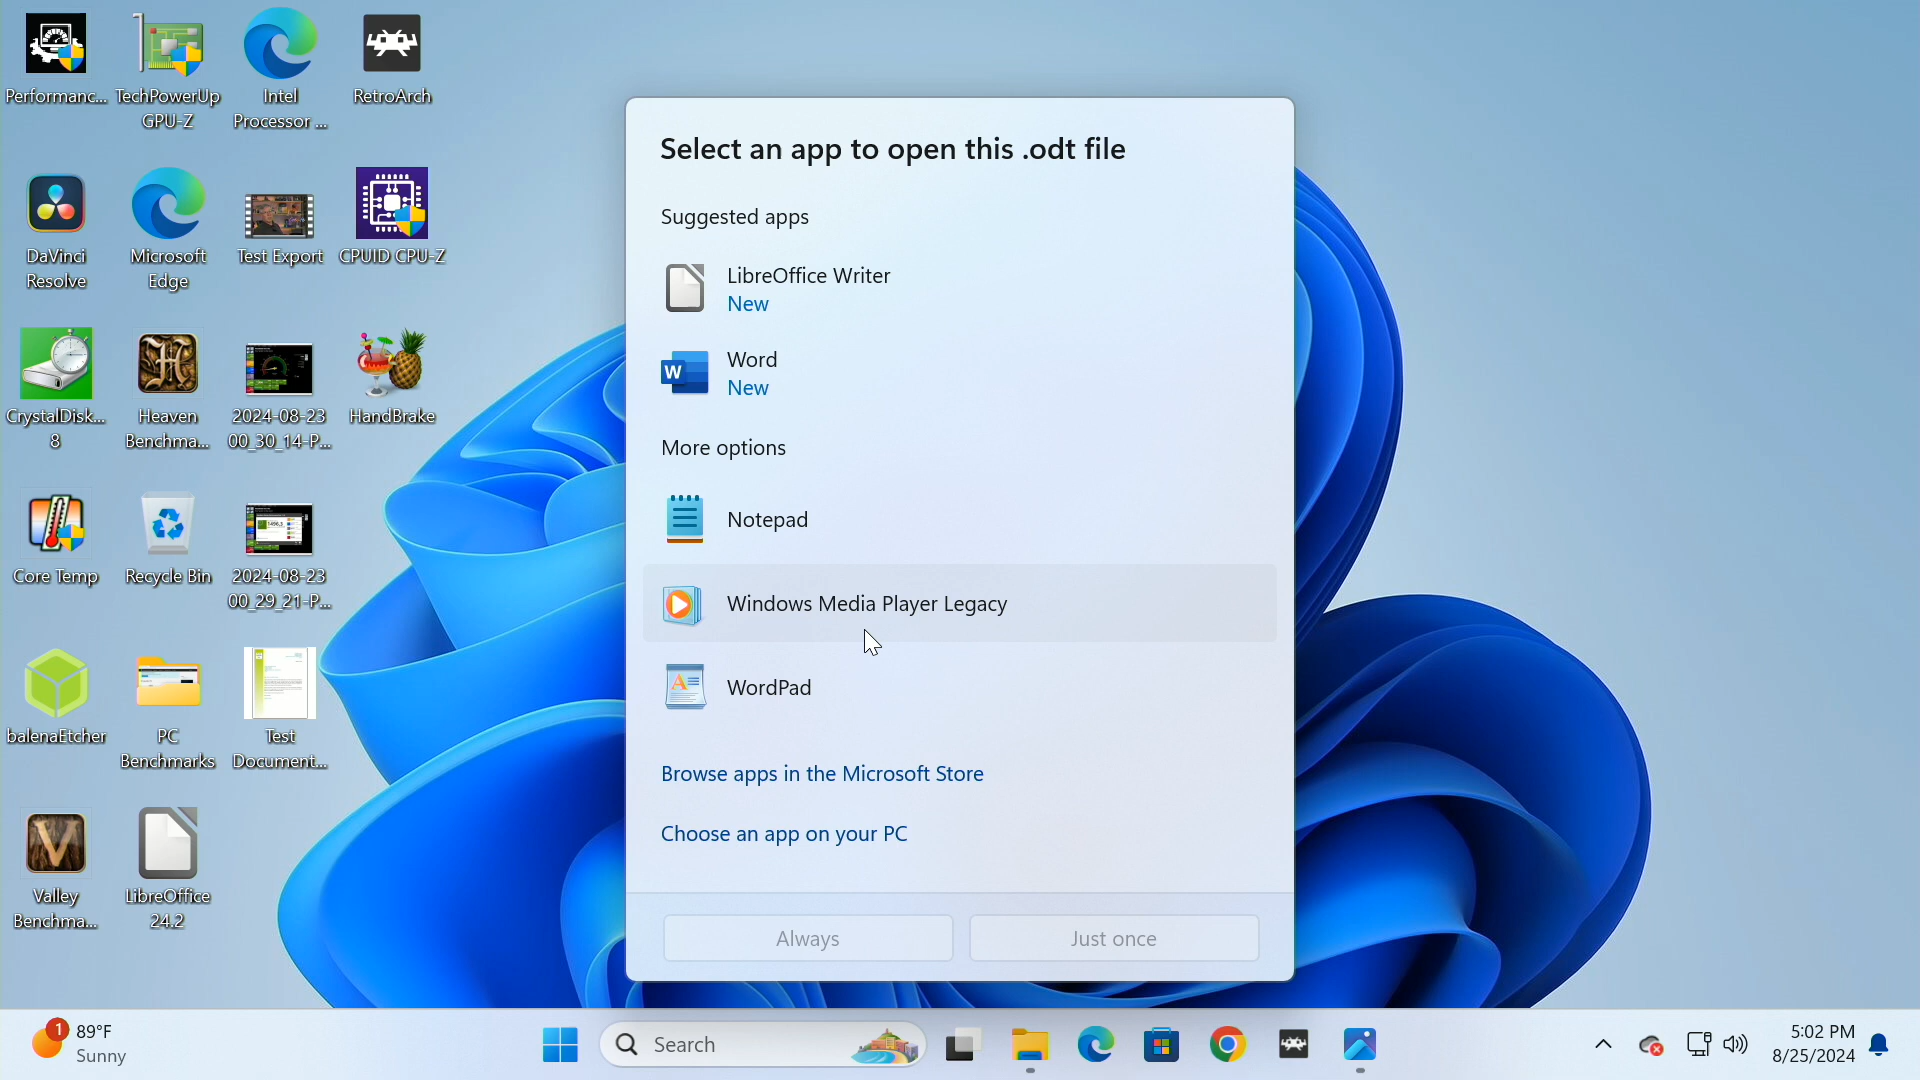 Performanc...
TechPowerUp
GPU-Z
Intel
Processor ...
RetroArch
DaVinci
Resolve
Microsoft
Edge
Test Export
CPUID CPU-Z
CrystalDisk...
8
Heaven
Benchma...
2024-08-23
00_30_14-P...
HandBrake
Core Temp
Recycle Bin
2024-08-23
00_29_21-P...
balenaEtcher
PC
Benchmarks
Test
Document...
Valley
Benchma...
LibreOffice
24.2
Select an app to open this .odt file
Suggested apps
LibreOffice Writer
New
W
Word
New
More options
Notepad
Windows Media Player Legacy
WordPad
Browse apps in the Microsoft Store
Choose an app on your PC
Always
Just once
1
89°F
Sunny
Search
5:02 PM
8/25/2024